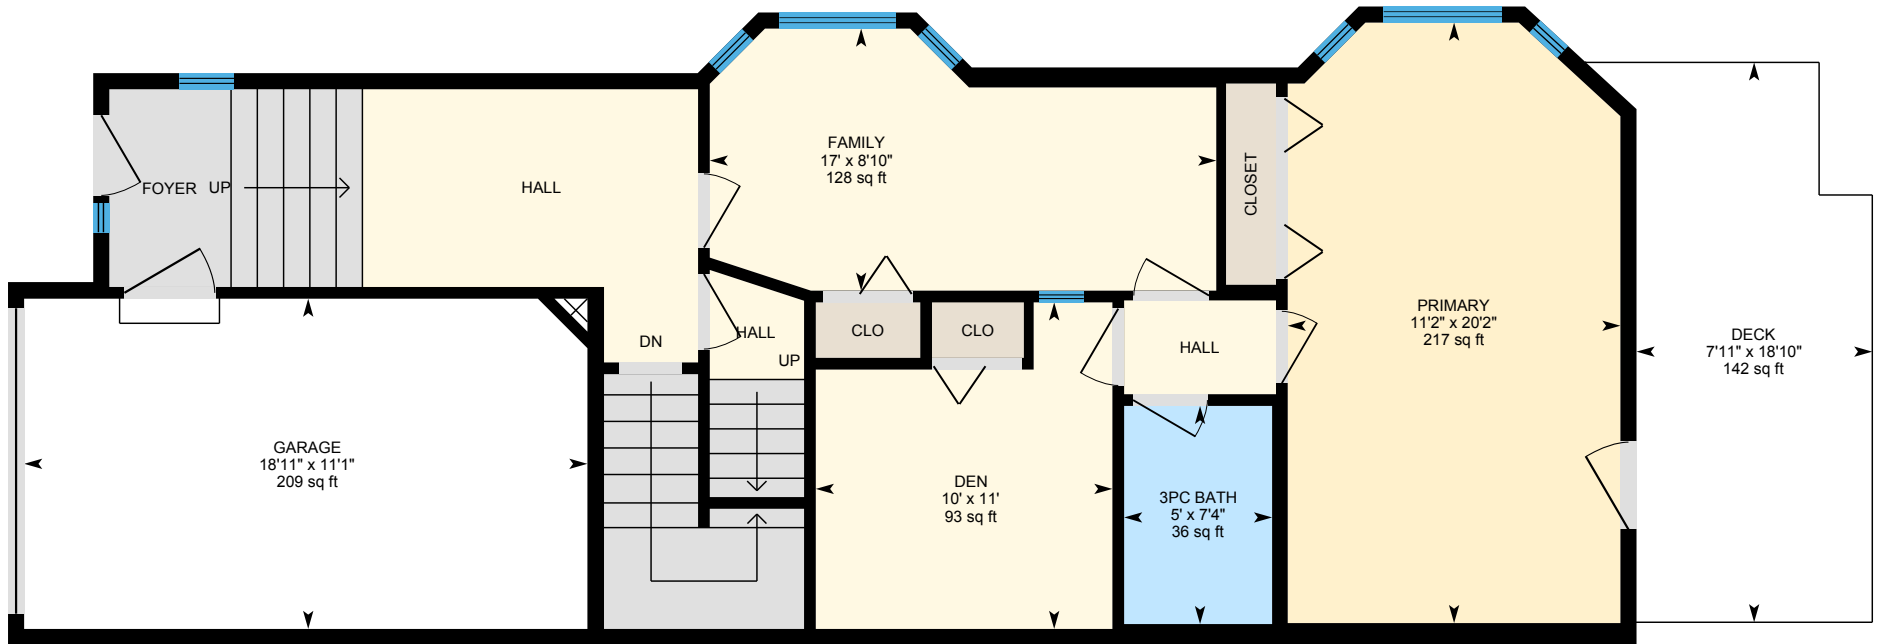 FOYER
UP
HALL
FAMILY
17' x 8'10"
128 sq ft
CLOSET
PRIMARY
11'2" x 20'2"
217 sq ft
DECK
7'11" x 18'10"
142 sq ft
DN
HALL
UP
CLO
CLO
HALL
GARAGE
18'11" x 11'1"
209 sq ft
DEN
10' x 11'
93 sq ft
3PC BATH
5' x 7'4"
36 sq ft